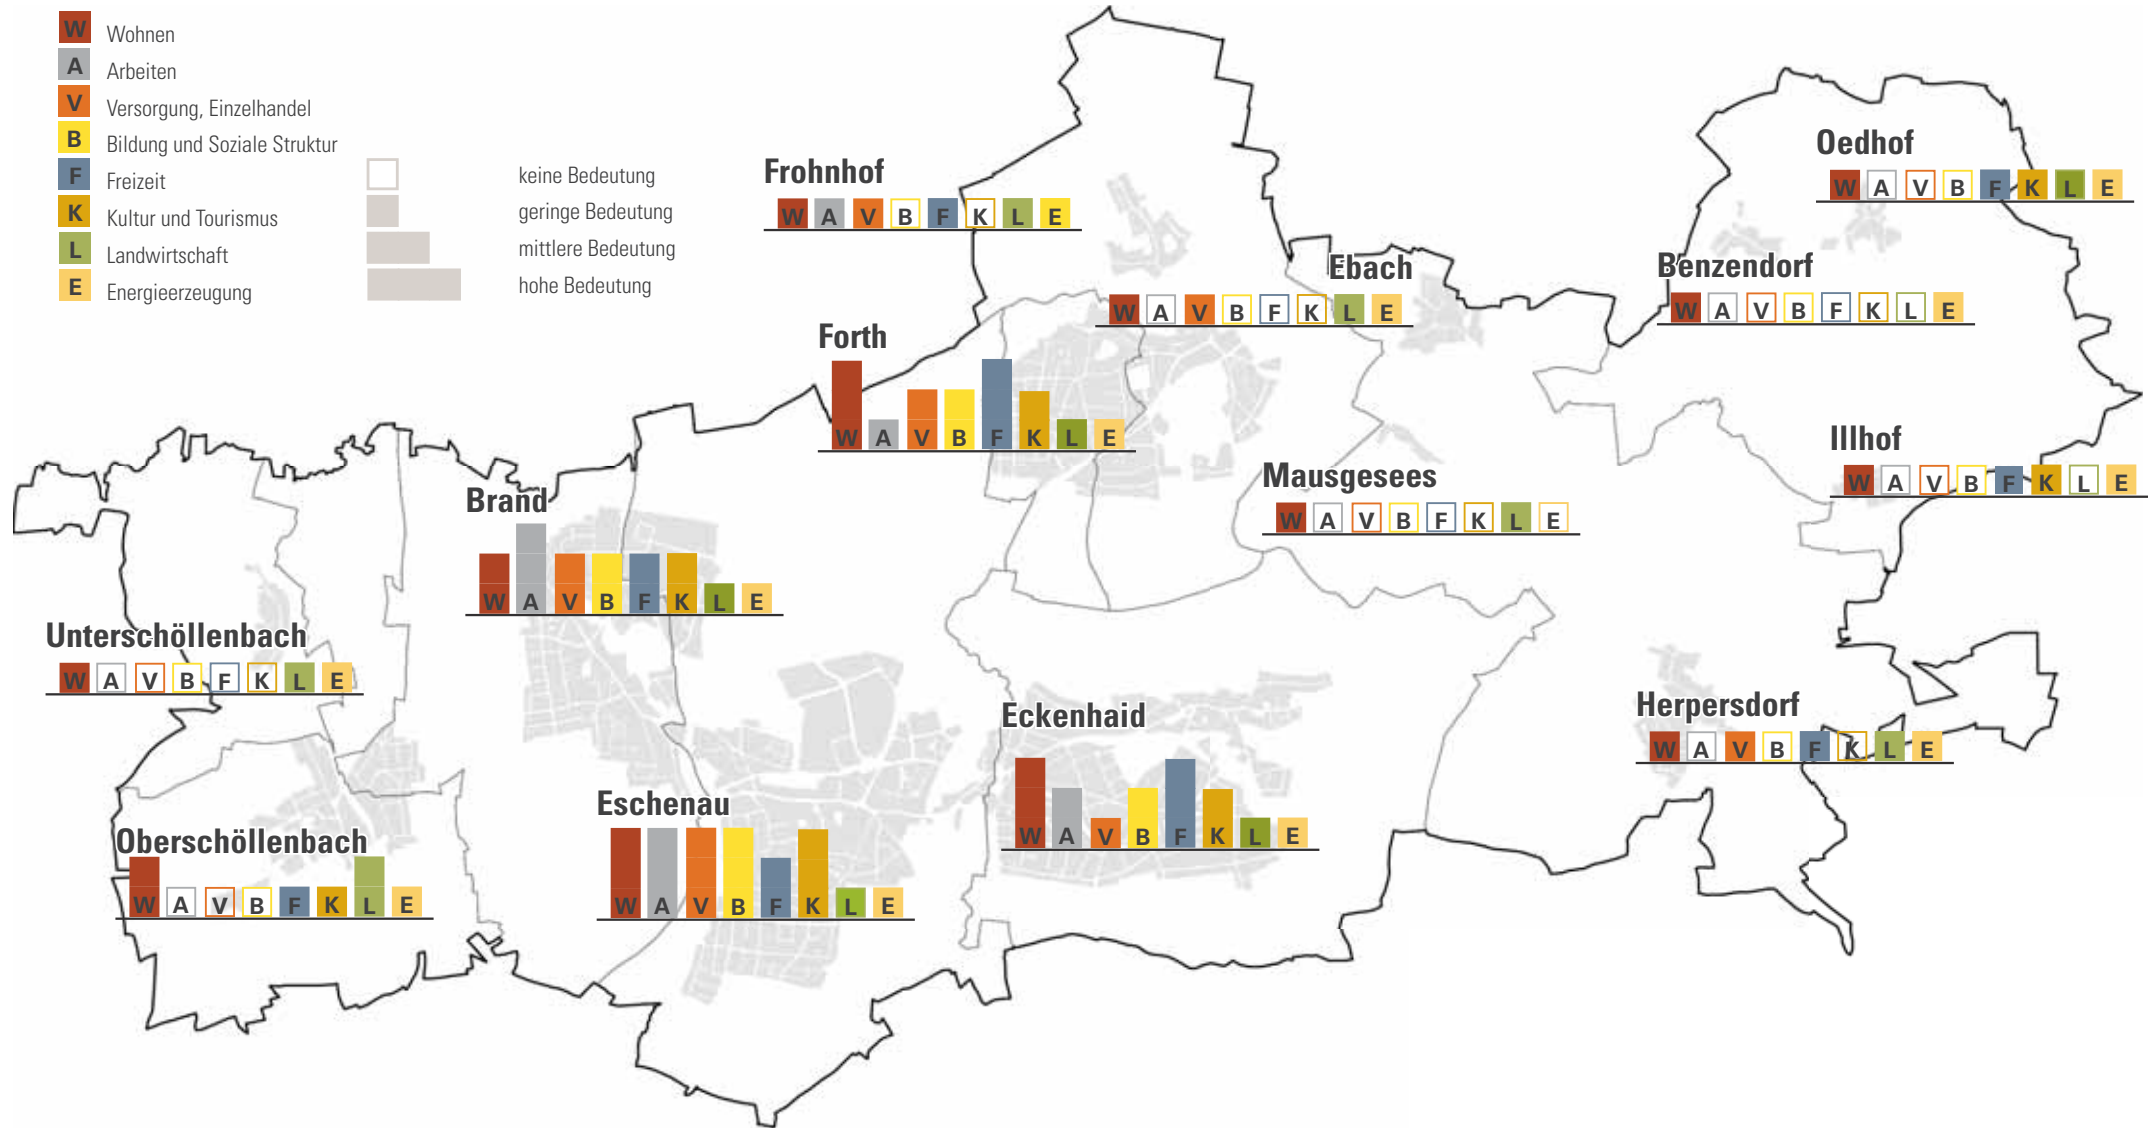 W Wohnen
A Arbeiten
V Versorgung, Einzelhandel
B Bildung und Soziale Struktur
F Freizeit
K Kultur und Tourismus
L Landwirtschaft
E Energieerzeugung
keine Bedeutung
geringe Bedeutung
mittlere Bedeutung
hohe Bedeutung
Frohnhof
W A V B F K L E
Oedhof
W A V B F K L E
Ebach
W A V B F K L E
Benzendorf
W A V B F K L E
Forth
W A V B F K L E
Illhof
W A V B F K L E
Mausgesees
W A V B F K L E
Brand
W A V B F K L E
Unterschöllenbach
W A V B F K L E
Eckenhaid
W A V B F K L E
Herpersdorf
W A V B F K L E
Eschenau
W A V B F K L E
Oberschöllenbach
W A V B F K L E